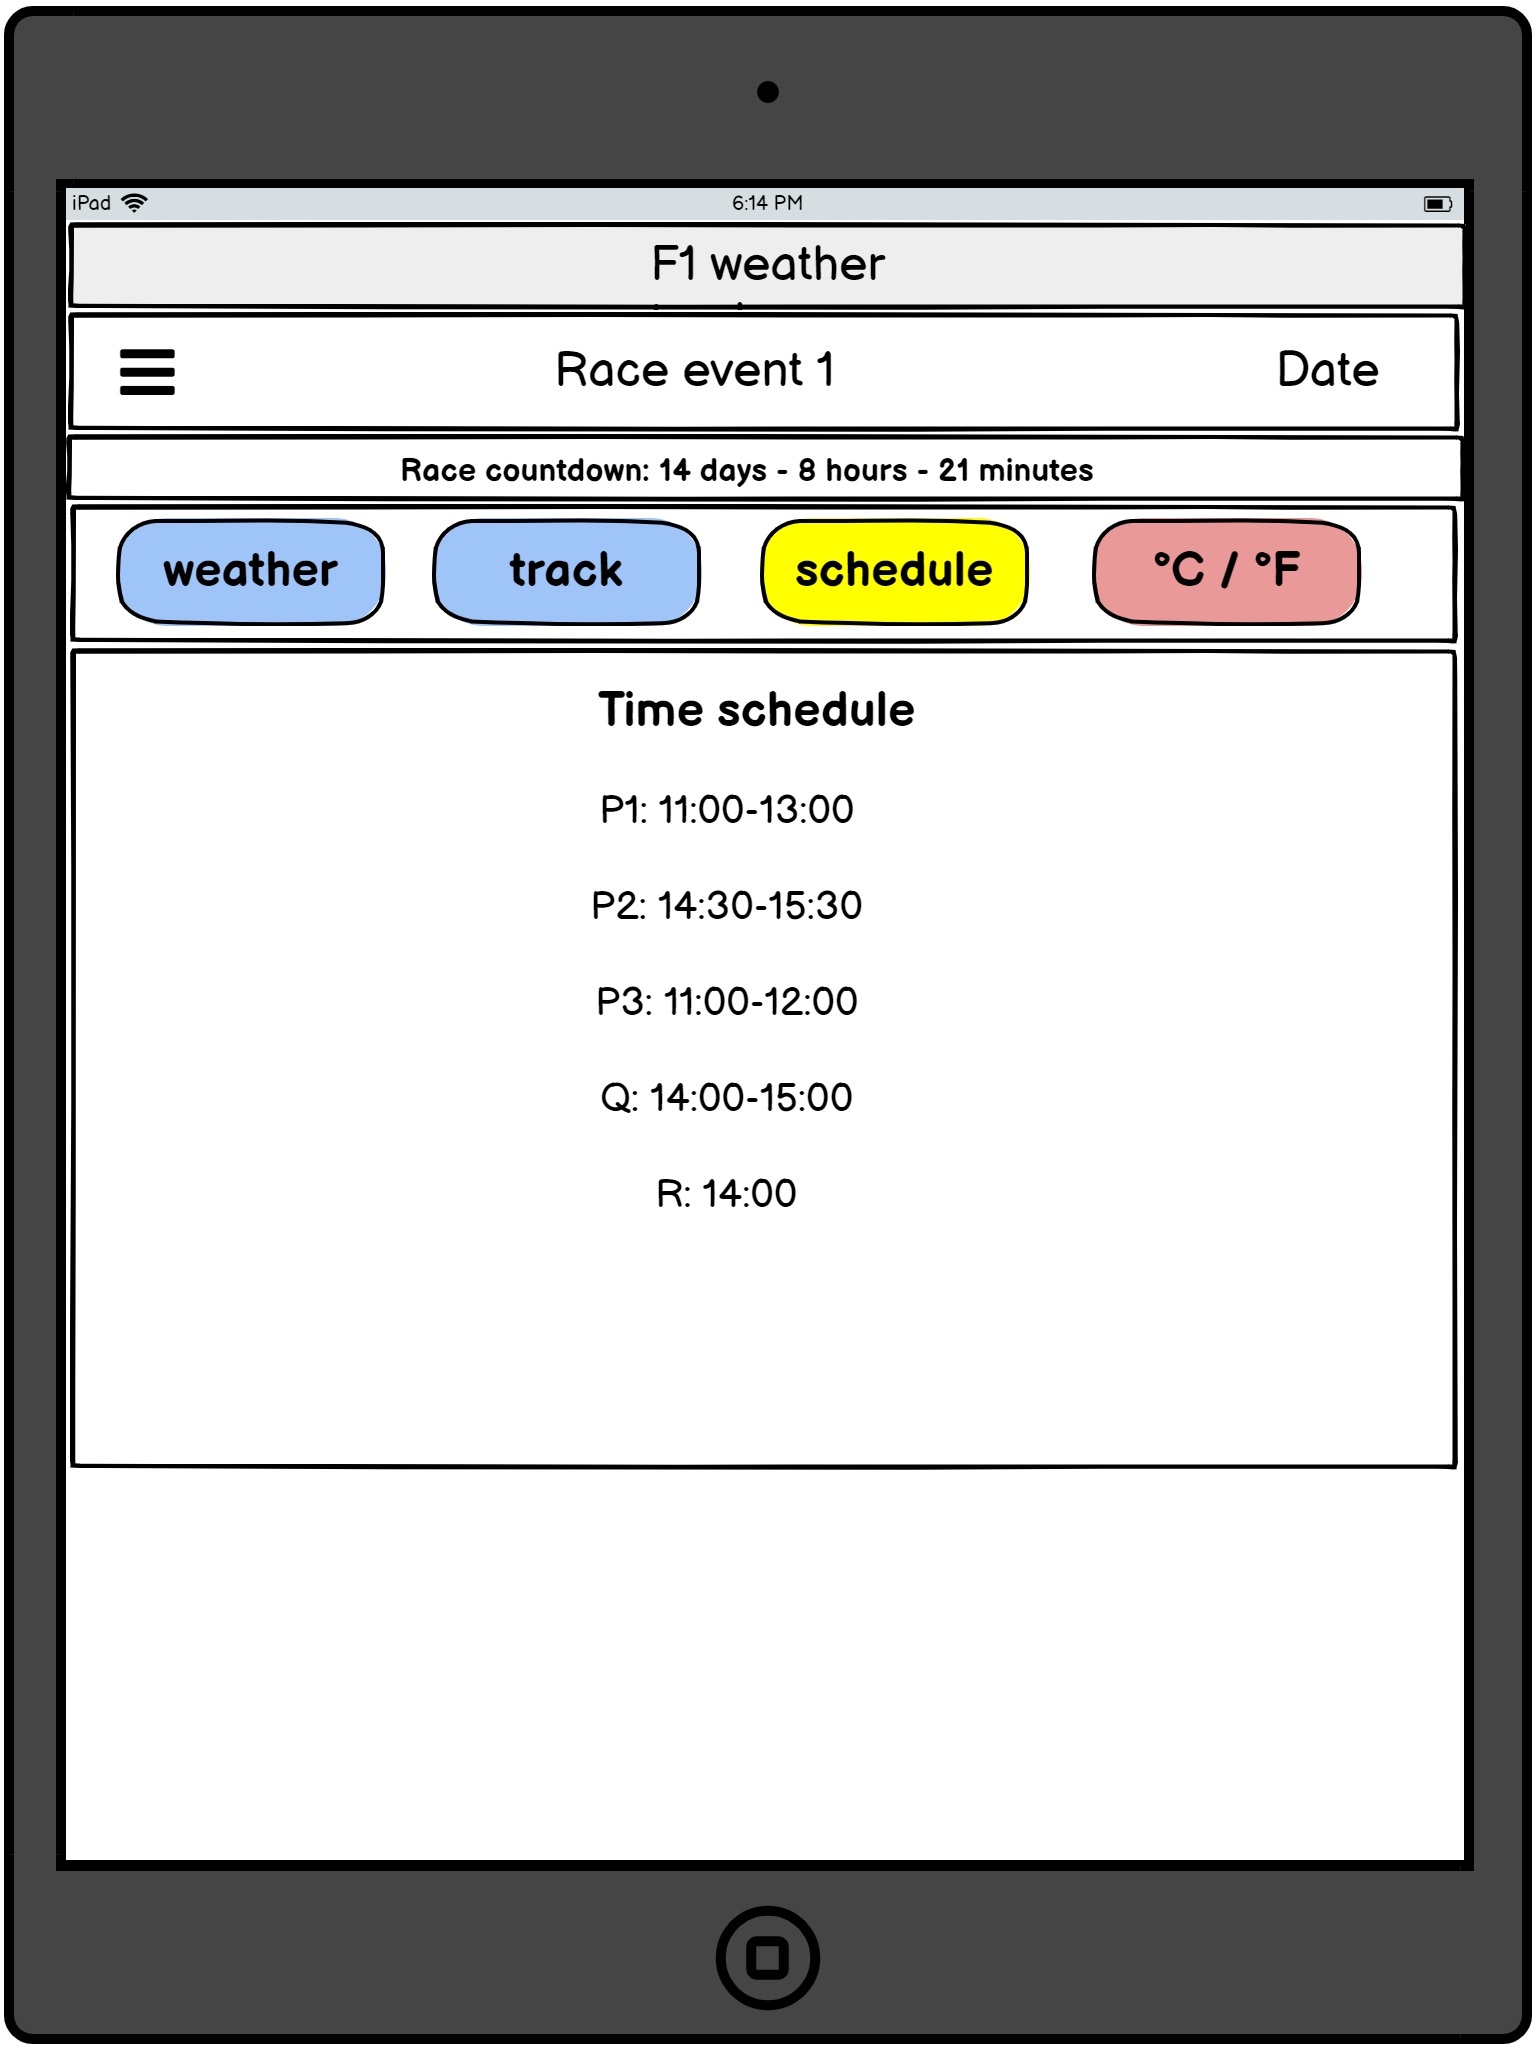 iPad 6:14 PM
F1 weather
Race event 1 Date
Race countdown: 14 days - 8 hours - 21 minutes
weather track schedule °C / °F
Time schedule
P1: 11:00-13:00
P2: 14:30-15:30
P3: 11:00-12:00
Q: 14:00-15:00
R: 14:00